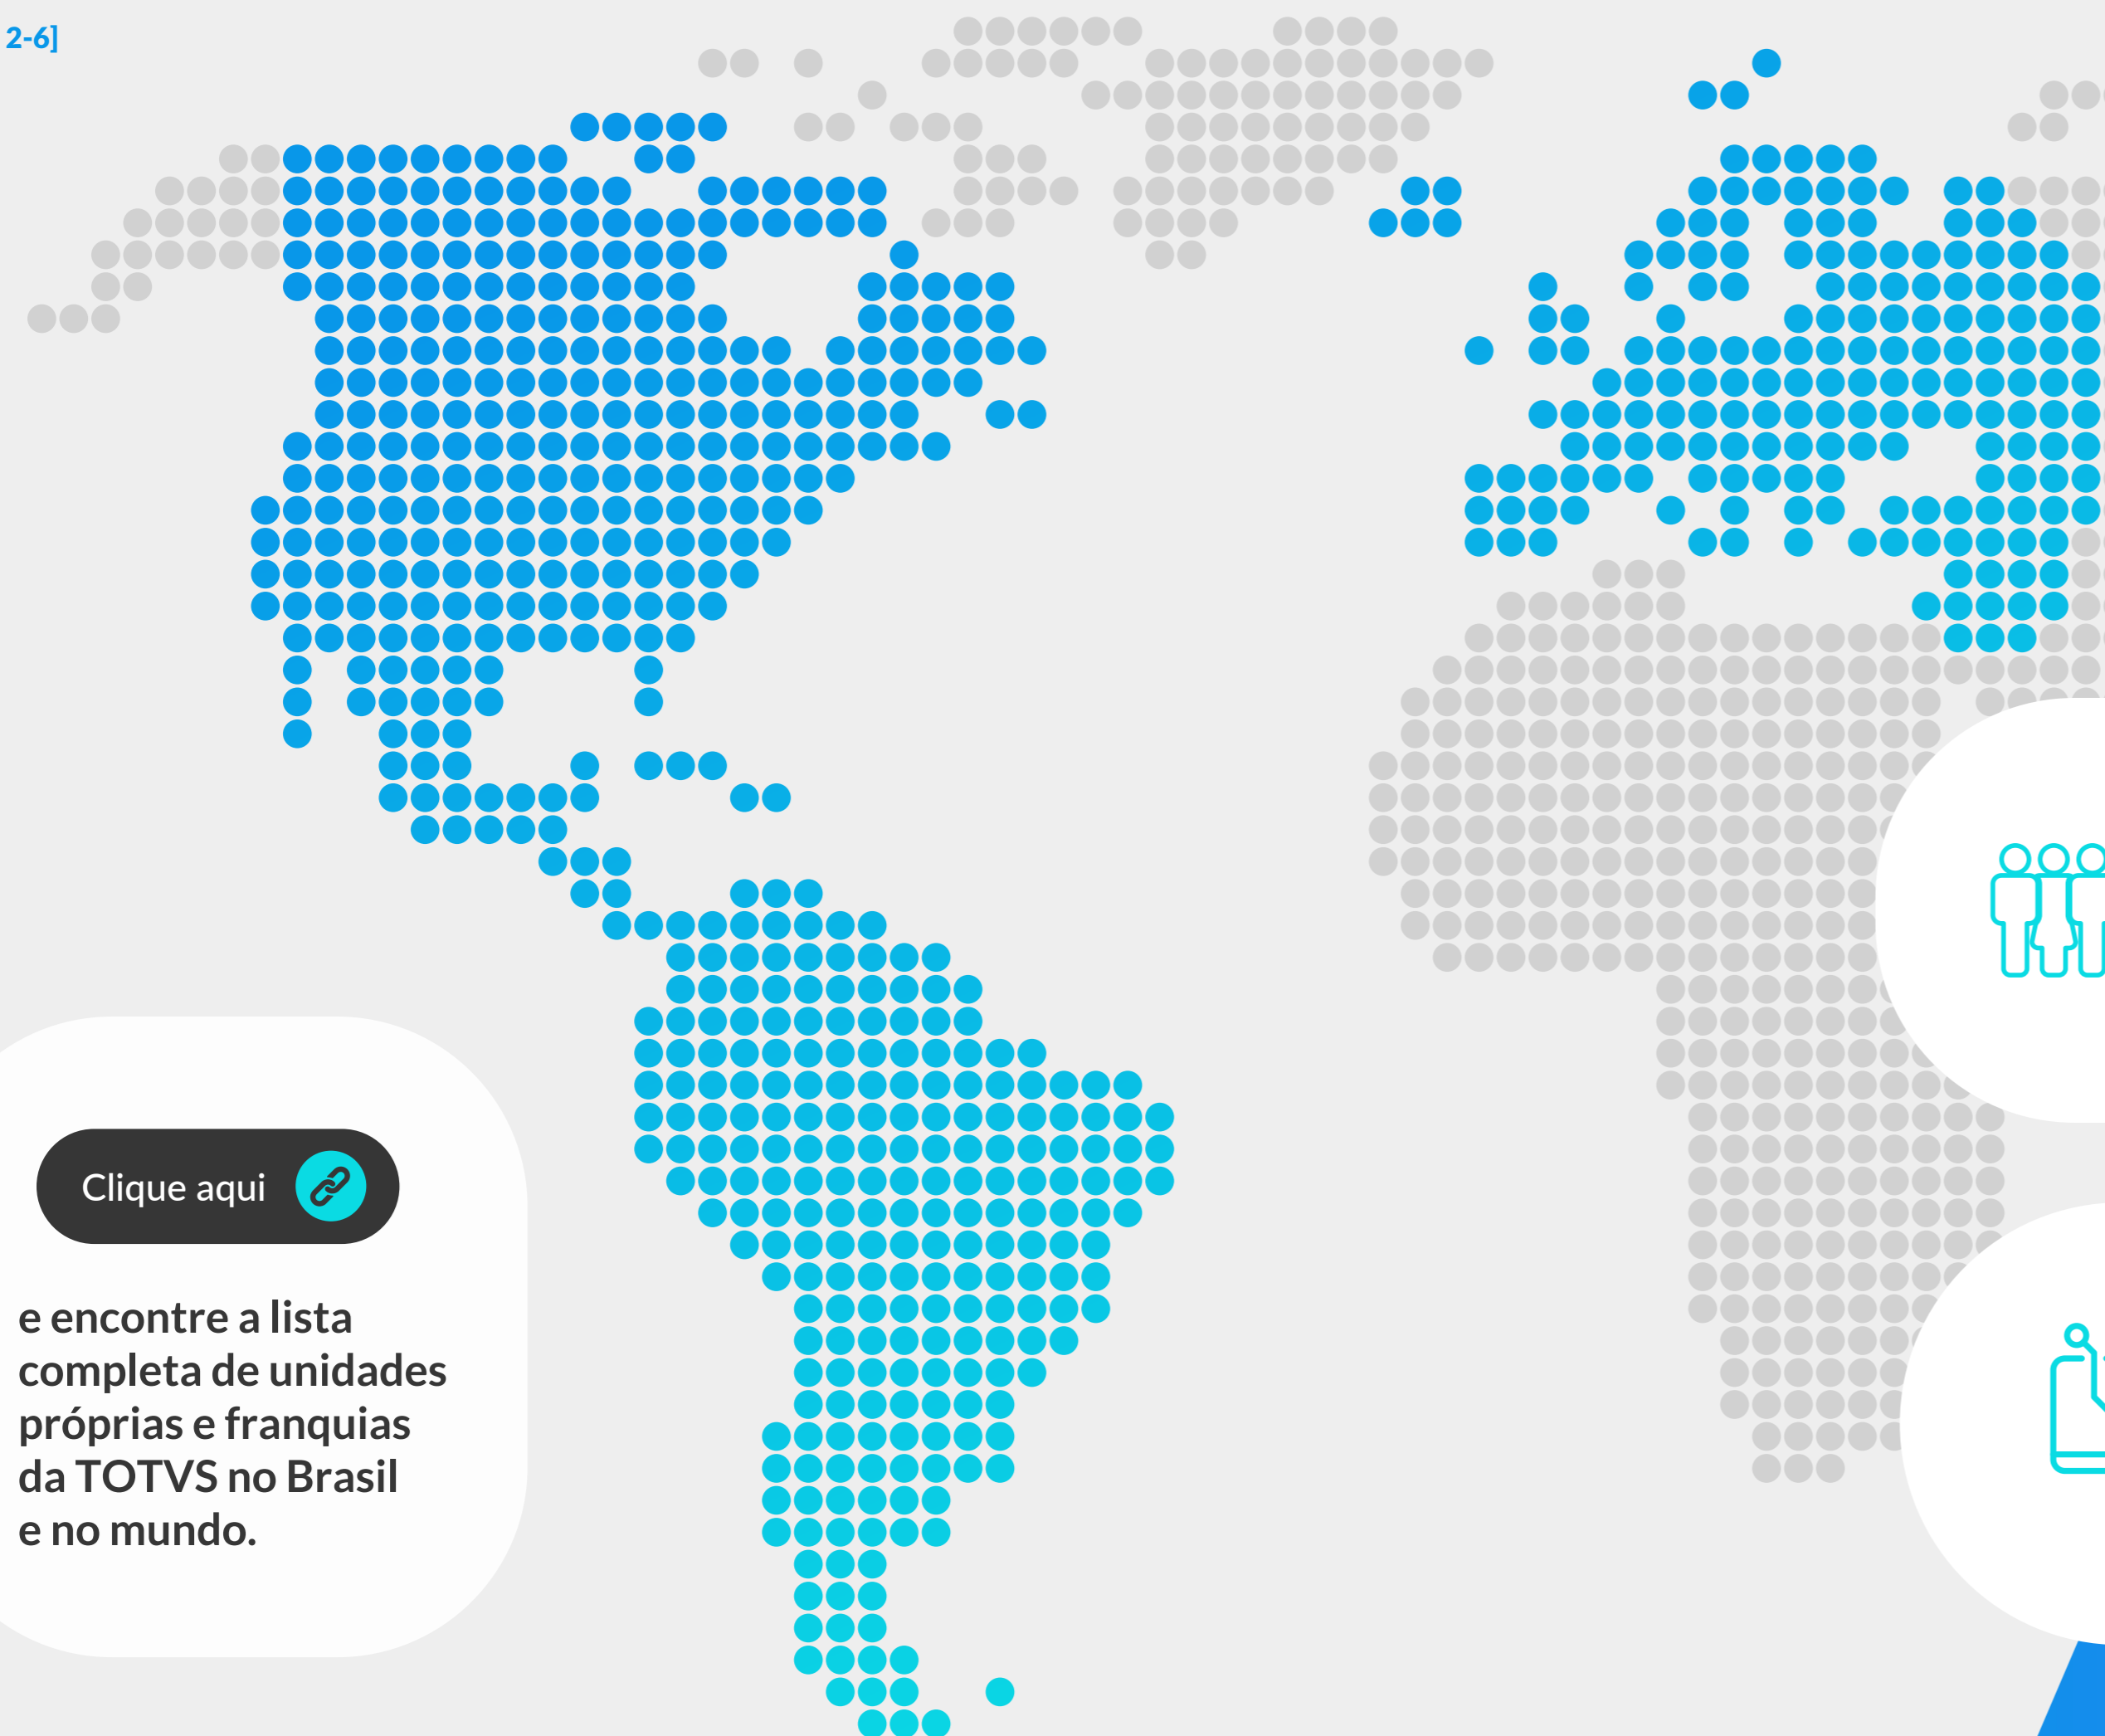 2-6]
Clique aqui
e encontre a lista
completa de unidades
próprias e franquias
da TOTVS no Brasil
e no mundo.